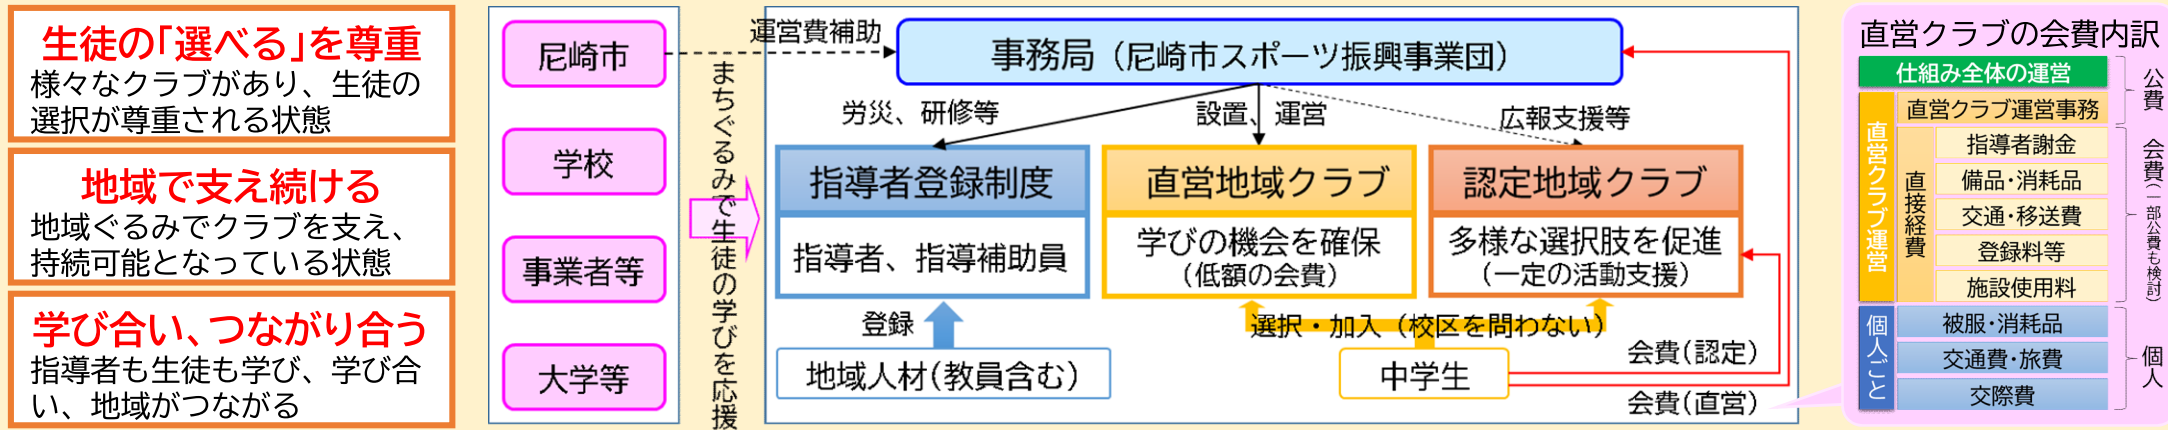 生徒の「選べる」を尊重
様々なクラブがあり、生徒の
選択が尊重される状態
地域で支え続ける
地域ぐるみでクラブを支え、
持続可能となっている状態
学び合い、つながり合う
指導者も生徒も学び、学び合
い、地域がつながる
尼崎市
学校
事業者等
大学等
まちぐるみで生徒の学びを応援
運営費補助
事務局（尼崎市スポーツ振興事業団）
労災、研修等
設置、運営
広報支援等
指導者登録制度
指導者、指導補助員
直営地域クラブ
学びの機会を確保
（低額の会費）
認定地域クラブ
多様な選択肢を促進
（一定の活動支援）
登録
選択・加入（校区を問わない）
地域人材（教員含む）
中学生
会費（認定）
会費（直営）
直営クラブの会費内訳
仕組み全体の運営
直営クラブ運営
直営クラブ運営事務
直接経費
指導者謝金
備品・消耗品
交通・移送費
登録料等
施設使用料
個人ごと
被服・消耗品
交通費・旅費
交際費
公費
会費（一部公費も検討）
個人